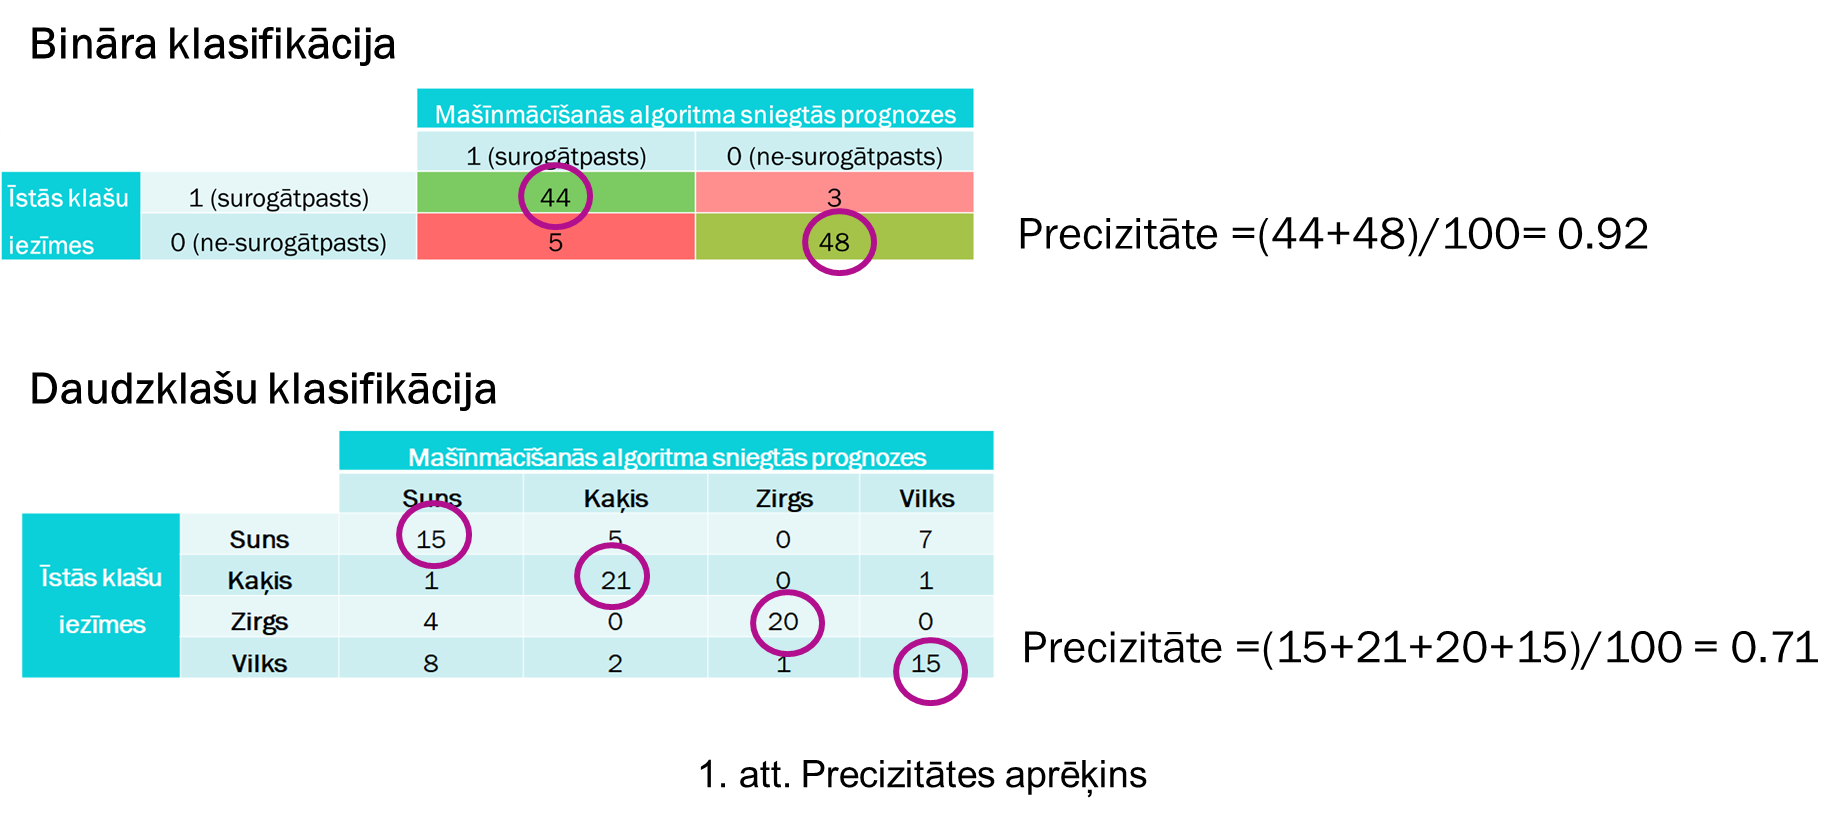 Bināra klasifikācija
Mašīnmācīšanās algoritma sniegtās prognozes
1 (surogātpasts) 0 (ne-surogātpasts)
Īstās klašu iezīmes
1 (surogātpasts) 44 3
0 (ne-surogātpasts) 5 48
Precizitāte =(44+48)/100= 0.92
Daudzklašu klasifikācija
Mašīnmācīšanās algoritma sniegtās prognozes
Suns Kaķis Zirgs Vilks
Īstās klašu
iezīmes
Suns 15 5 0 7
Kaķis 1 21 0 1
Zirgs 4 0 20 0
Vilks 8 2 1 15
Precizitāte =(15+21+20+15)/100 = 0.71
1. att. Precizitātes aprēķins